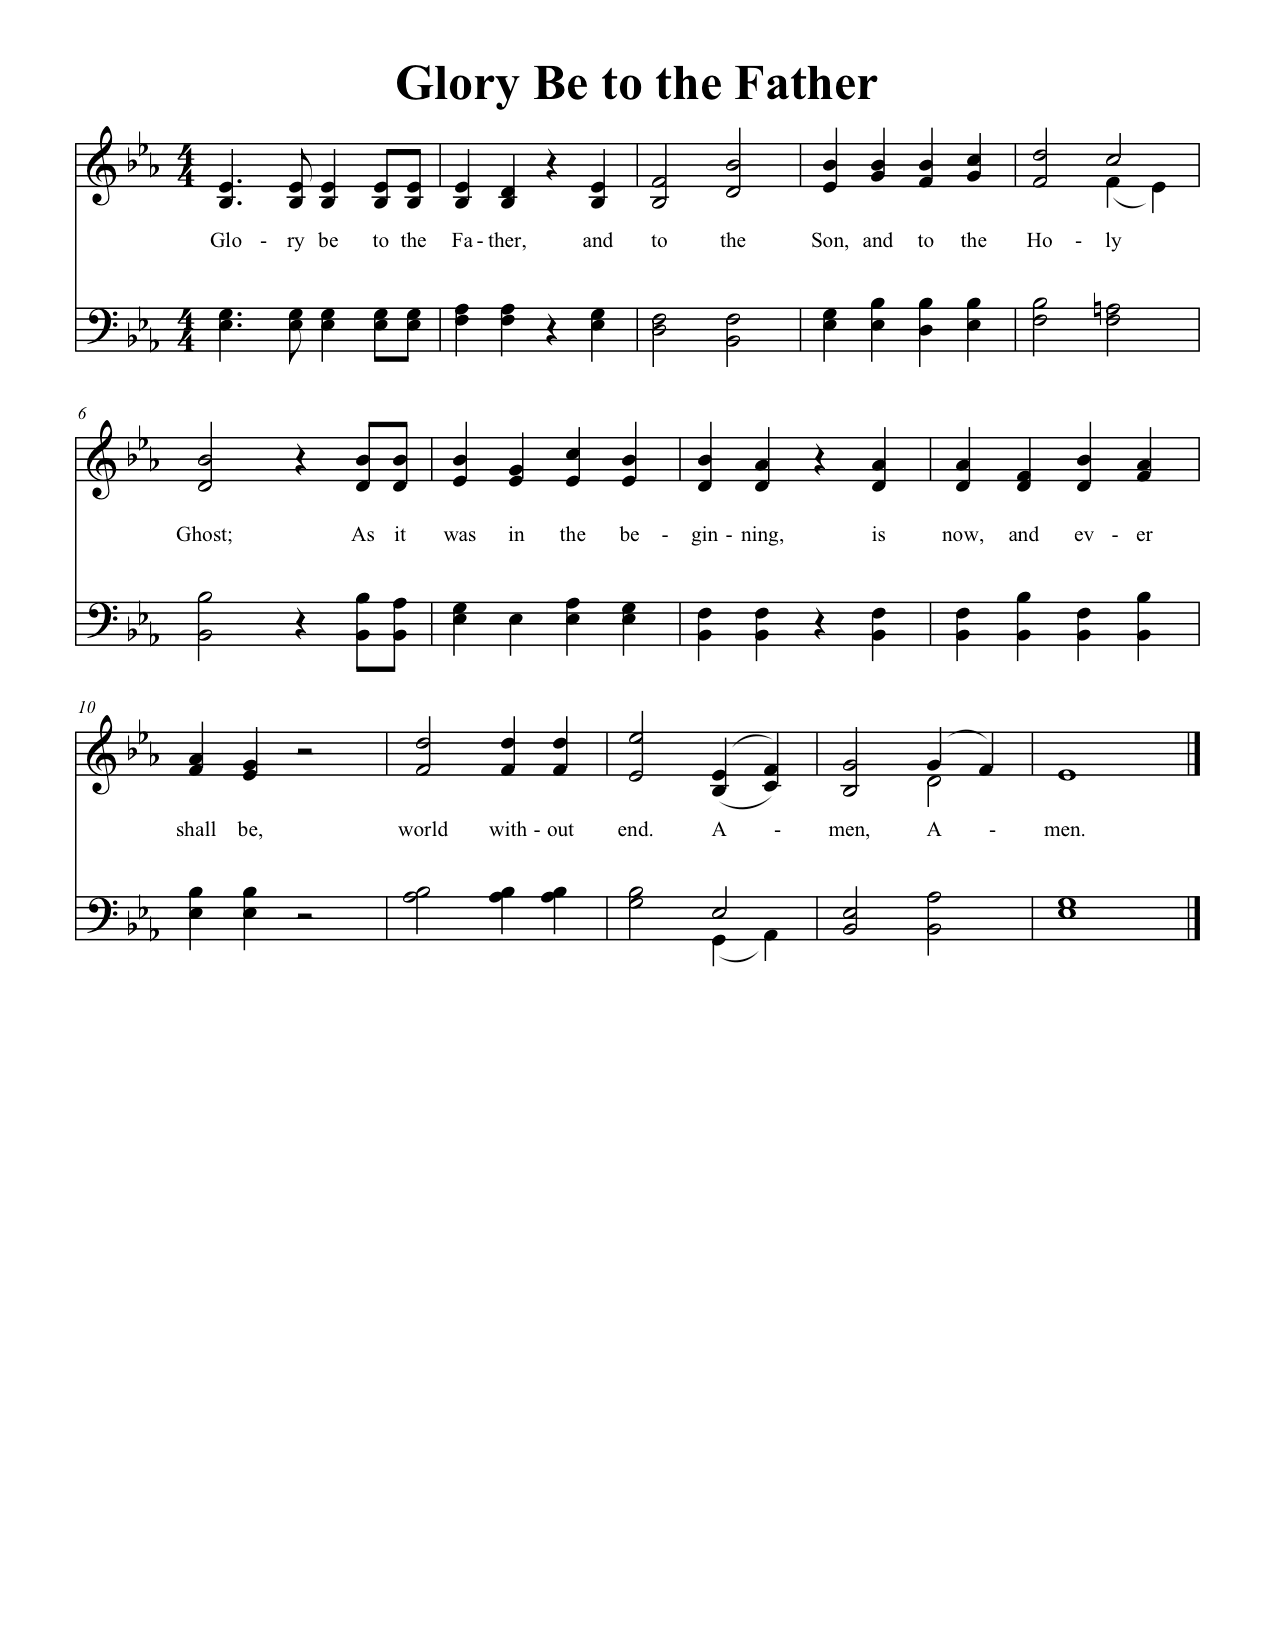 Glory Be to the Father
4 4
Glo - ry be to the Fa - ther, and to the Son, and to the Ho - ly
4 4
6
Ghost; As it was in the be - gin - ning, is now, and ev - er
10
shall be, world with - out end. A - men, A - men.